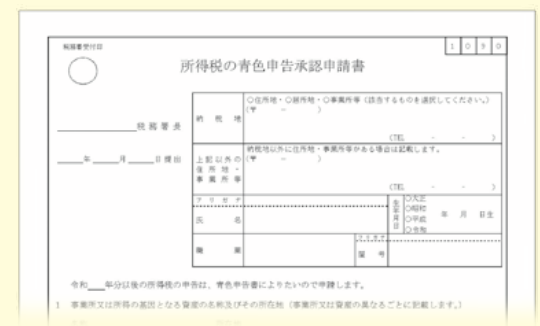 税務署受付印
1 0 9 0
所得税の青色申告承認申請書
税務署長
年 月 日提出
納税地
○住所地・○居所地・○事業所等（該当するものを選択してください。）
（〒 － ）
（TEL － － ）
上記以外の住所地・事業所等
納税地以外に住所地・事業所等がある場合は記載します。
（〒 － ）
（TEL － － ）
フリガナ
氏名
生年月日
○大正
○昭和
○平成
○令和
年 月 日生
職業
フリガナ
屋号
令和 年分以後の所得税の申告は、青色申告書によりたいので申請します。
1 事業所又は所得の基因となる資産の名称及びその所在地（事業所又は資産の異なるごとに記載します。）